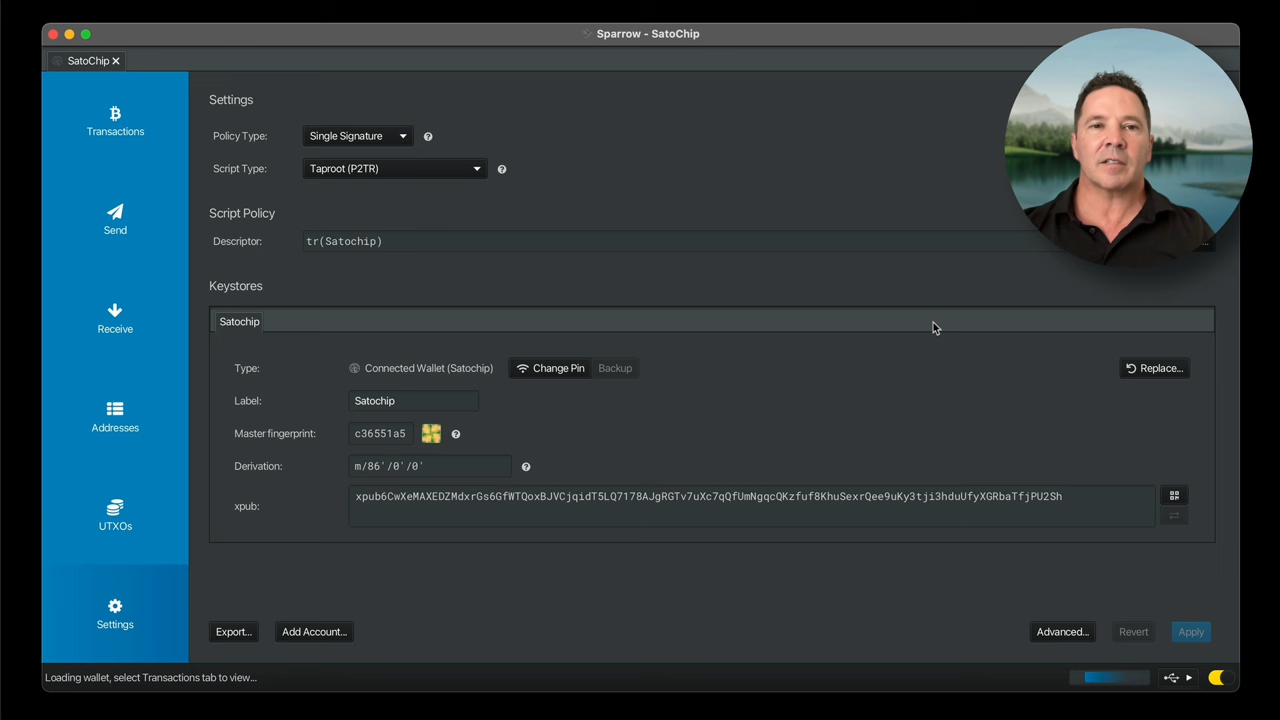 Sparrow - SatoChip
SatoChip
Transactions
Send
Receive
Addresses
UTXOs
Settings
Settings
Policy Type: Single Signature
Script Type: Taproot (P2TR)
Script Policy
Descriptor: tr(Satochip)
...
Keystores
Satochip
Type: Connected Wallet (Satochip) Change Pin Backup Replace...
Label: Satochip
Master fingerprint: c36551a5
Derivation: m/86'/0'/0'
xpub: xpub6CwXeMAXEDZMdxrGs6GfWTQoxBJVCjqidT5LQ7178AJgRGTv7uXc7qQfUmNgqcQKzfuf8KhuSexrQee9uKy3tji3hduUfyXGRbaTfjPU2Sh
Export... Add Account... Advanced... Revert Apply
Loading wallet, select Transactions tab to view...